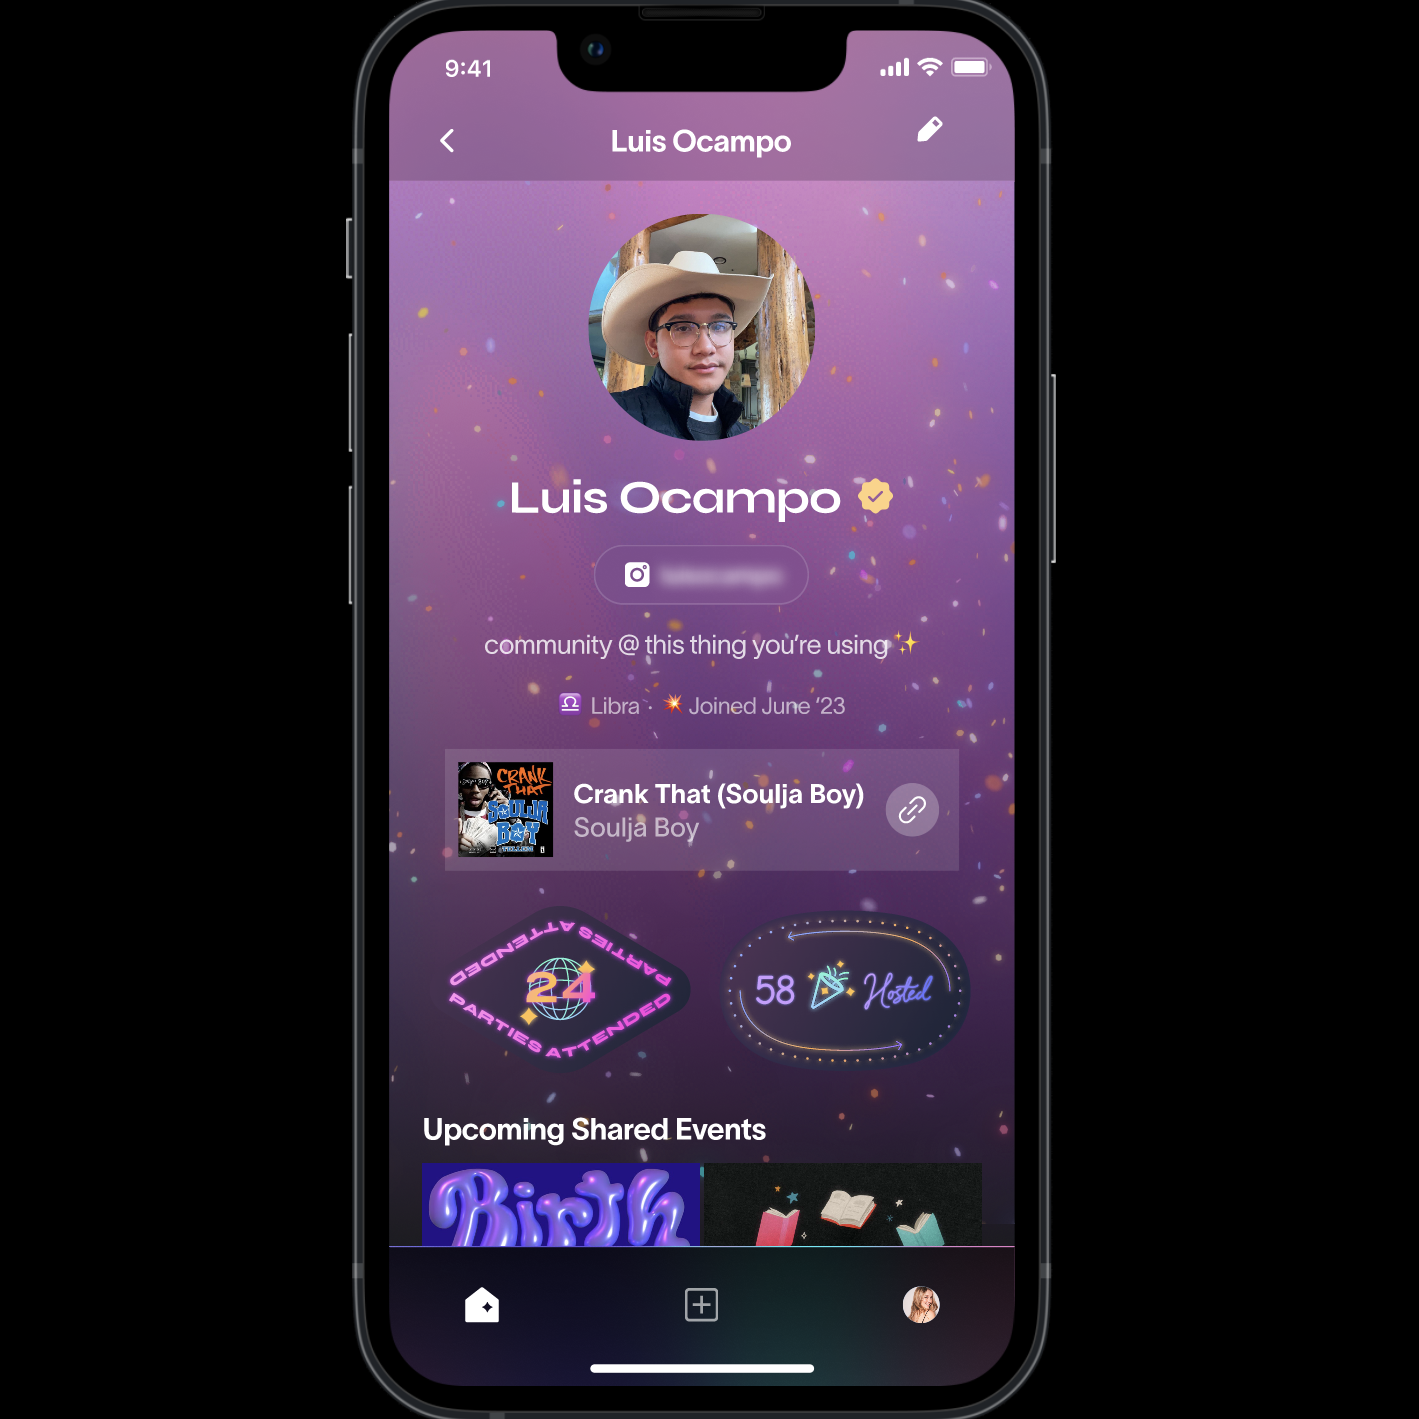 9:41
Luis Ocampo
Luis Ocampo
community @ this thing you're using ✨
♎ Libra · 💥 Joined June '23
CRANK
THAT
SOULJA
BOY
Crank That (Soulja Boy)
Soulja Boy
PARTIES ATTENDED
24
PARTIES ATTENDED
58 Hosted
Upcoming Shared Events
Birth